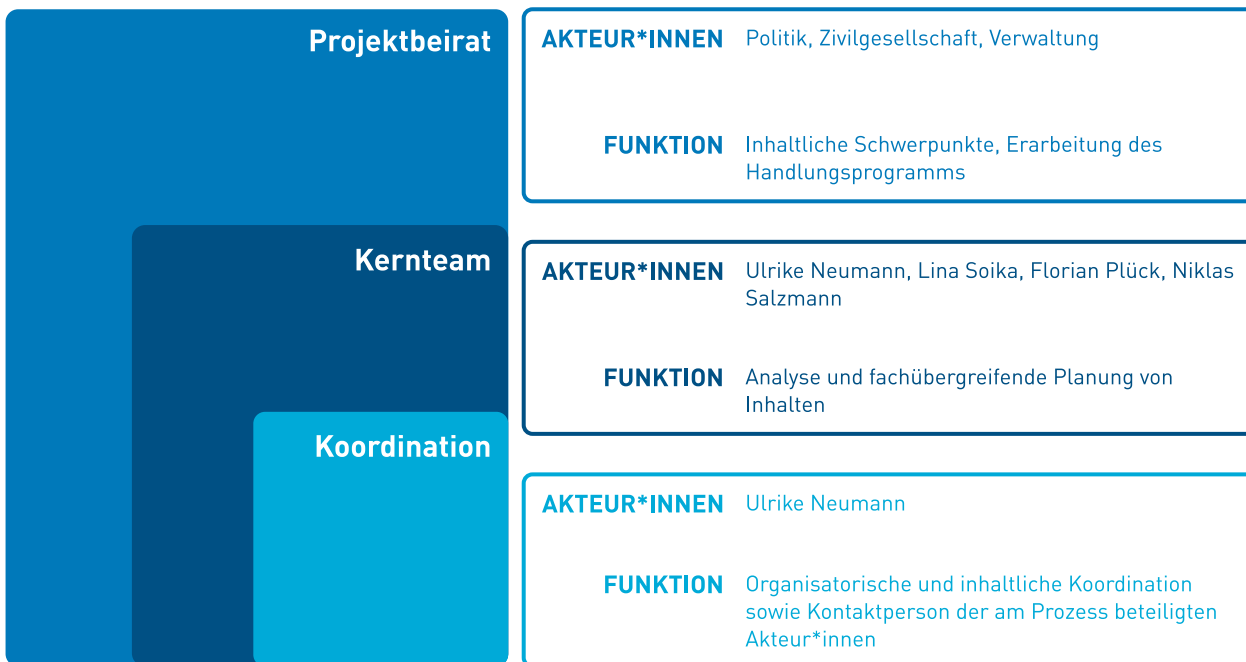 Projektbeirat
AKTEUR*INNEN Politik, Zivilgesellschaft, Verwaltung
FUNKTION Inhaltliche Schwerpunkte, Erarbeitung des
Handlungsprogramms
Kernteam
AKTEUR*INNEN Ulrike Neumann, Lina Soika, Florian Plück, Niklas
Salzmann
FUNKTION Analyse und fachübergreifende Planung von
Inhalten
Koordination
AKTEUR*INNEN Ulrike Neumann
FUNKTION Organisatorische und inhaltliche Koordination
sowie Kontaktperson der am Prozess beteiligten
Akteur*innen